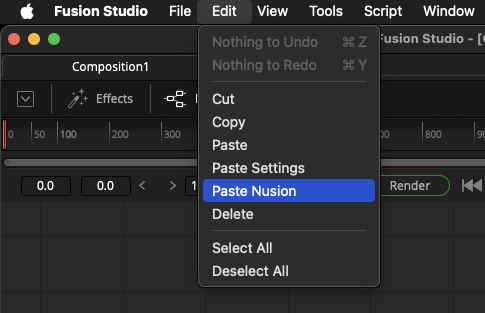 Fusion Studio File Edit View Tools Script Window
Fusion Studio - [
Composition1
Nothing to Undo ⌘ Z
Nothing to Redo ⌘ Y
Cut
Copy
Paste
Paste Settings
Paste Nusion
Delete
Select All
Deselect All
Effects
0 50 100 200 300 800 900
0.0 0.0 < > 1 Render